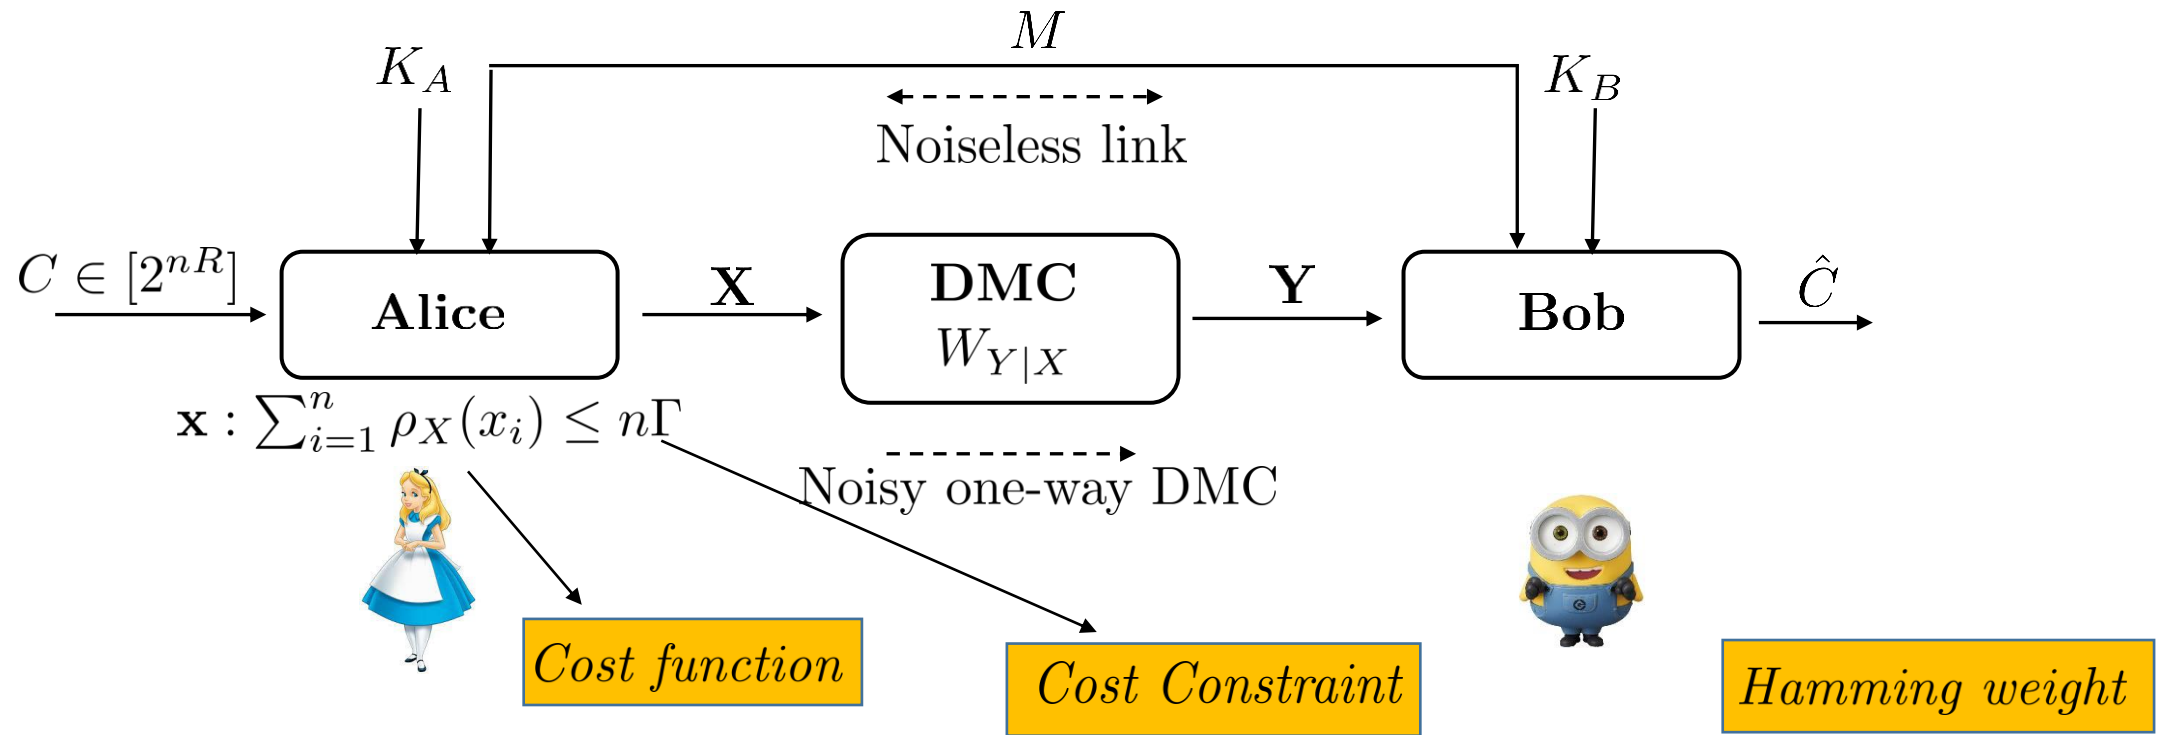 M
K_A
K_B
Noiseless link
C ∈ [2^{nR}]
Alice
X
DMC
W_{Y|X}
Y
Bob
Ĉ
x : ∑_{i=1}^{n} ρ_X(x_i) ≤ nΓ
Noisy one-way DMC
Cost function
Cost Constraint
Hamming weight